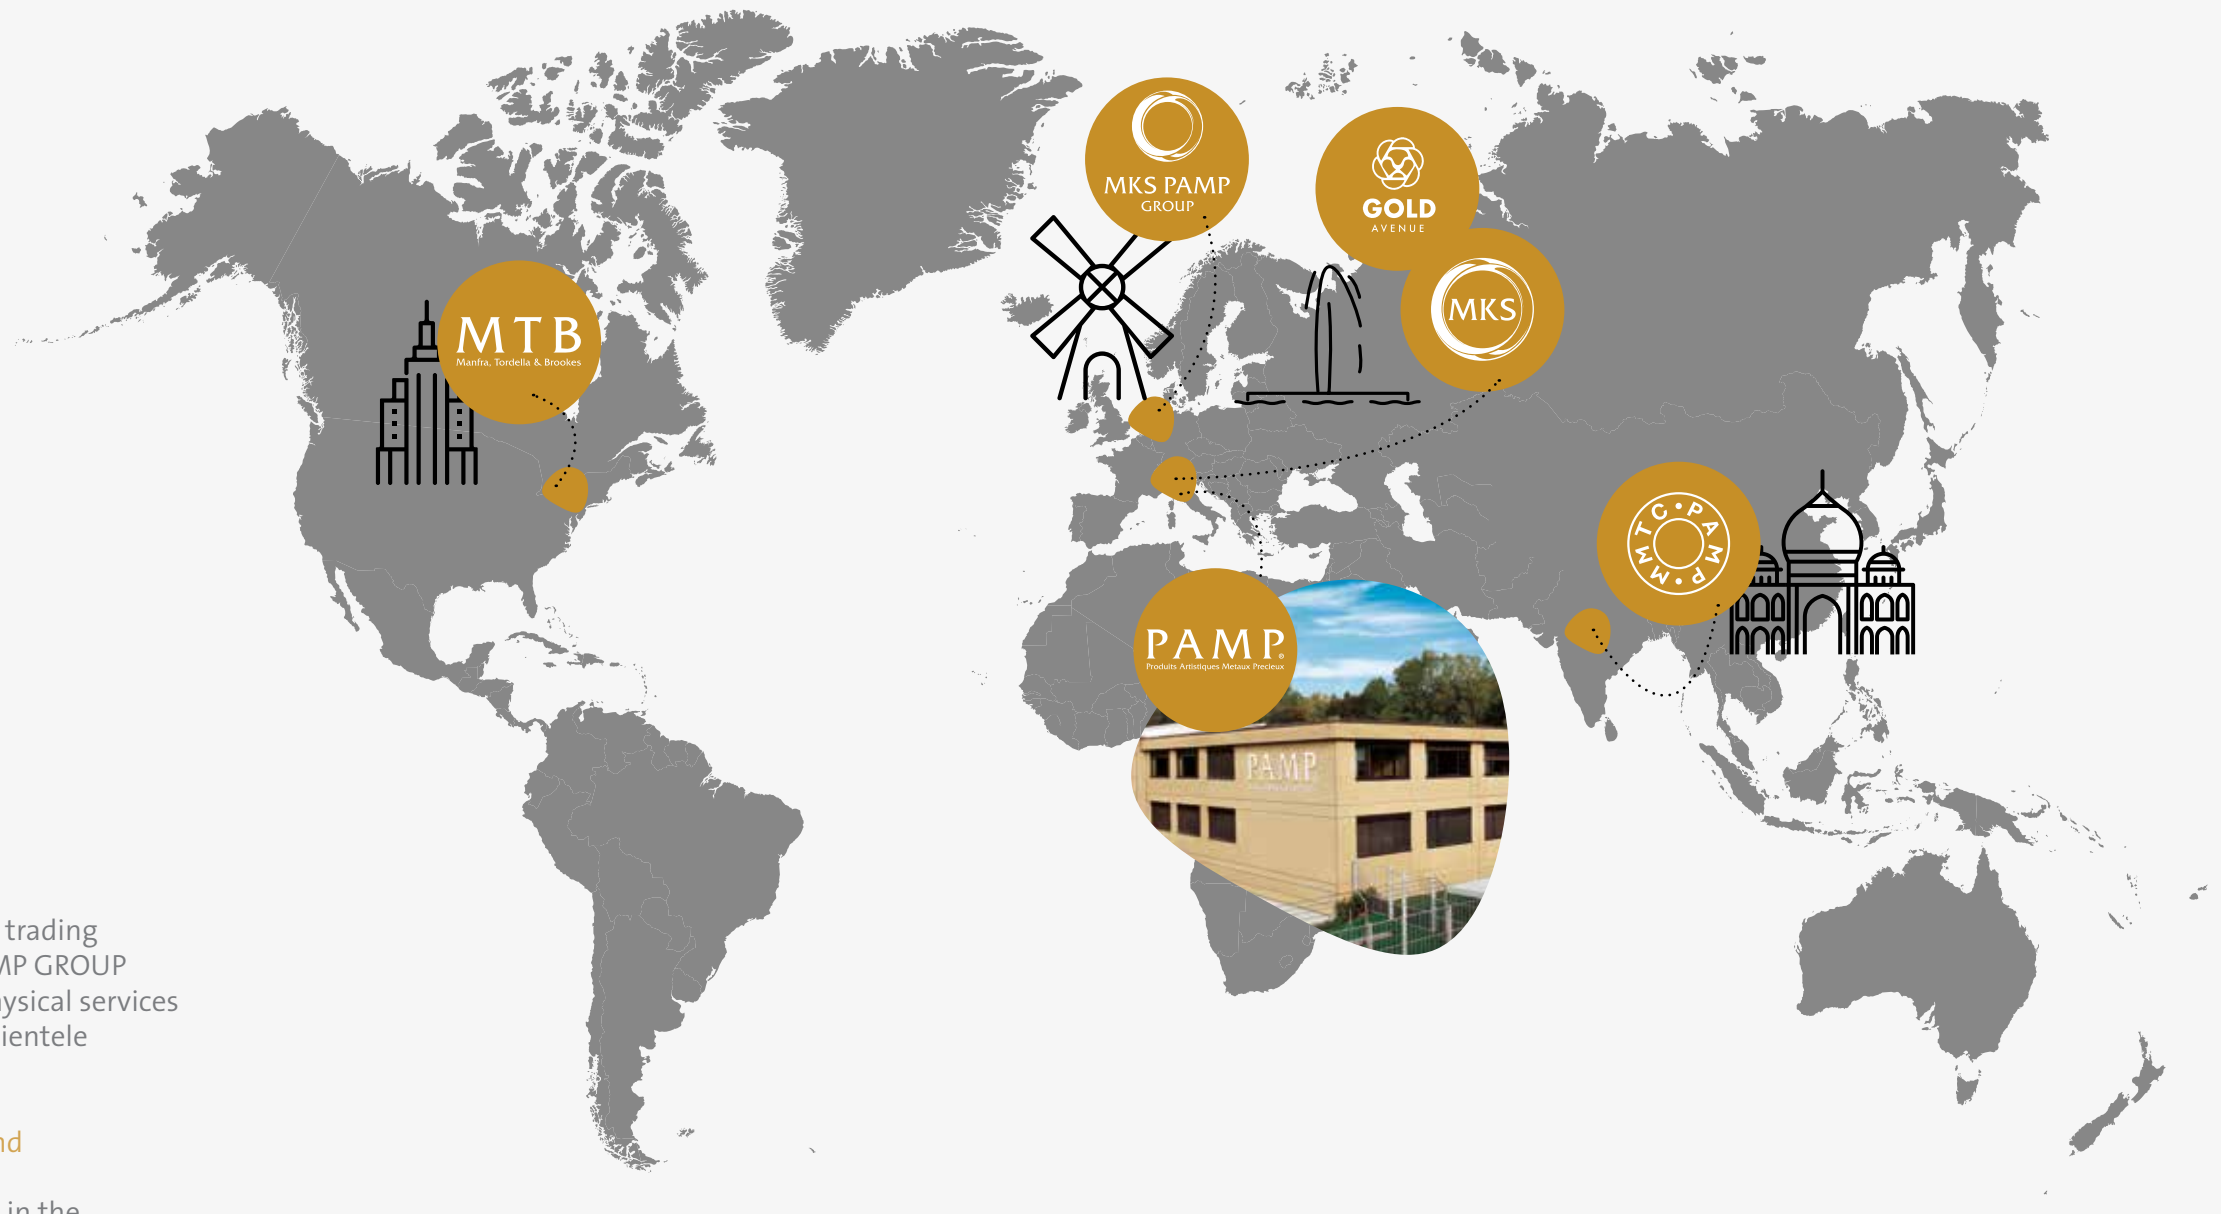 MKS PAMP
GROUP
GOLD
AVENUE
MKS
MTB
Manfra, Tordella & Brookes
MMTC • PAMP •
PAMP®
Produits Artistiques Metaux Precieux
PAMP
trading
MP GROUP
ysical services
ientele
nd
in the